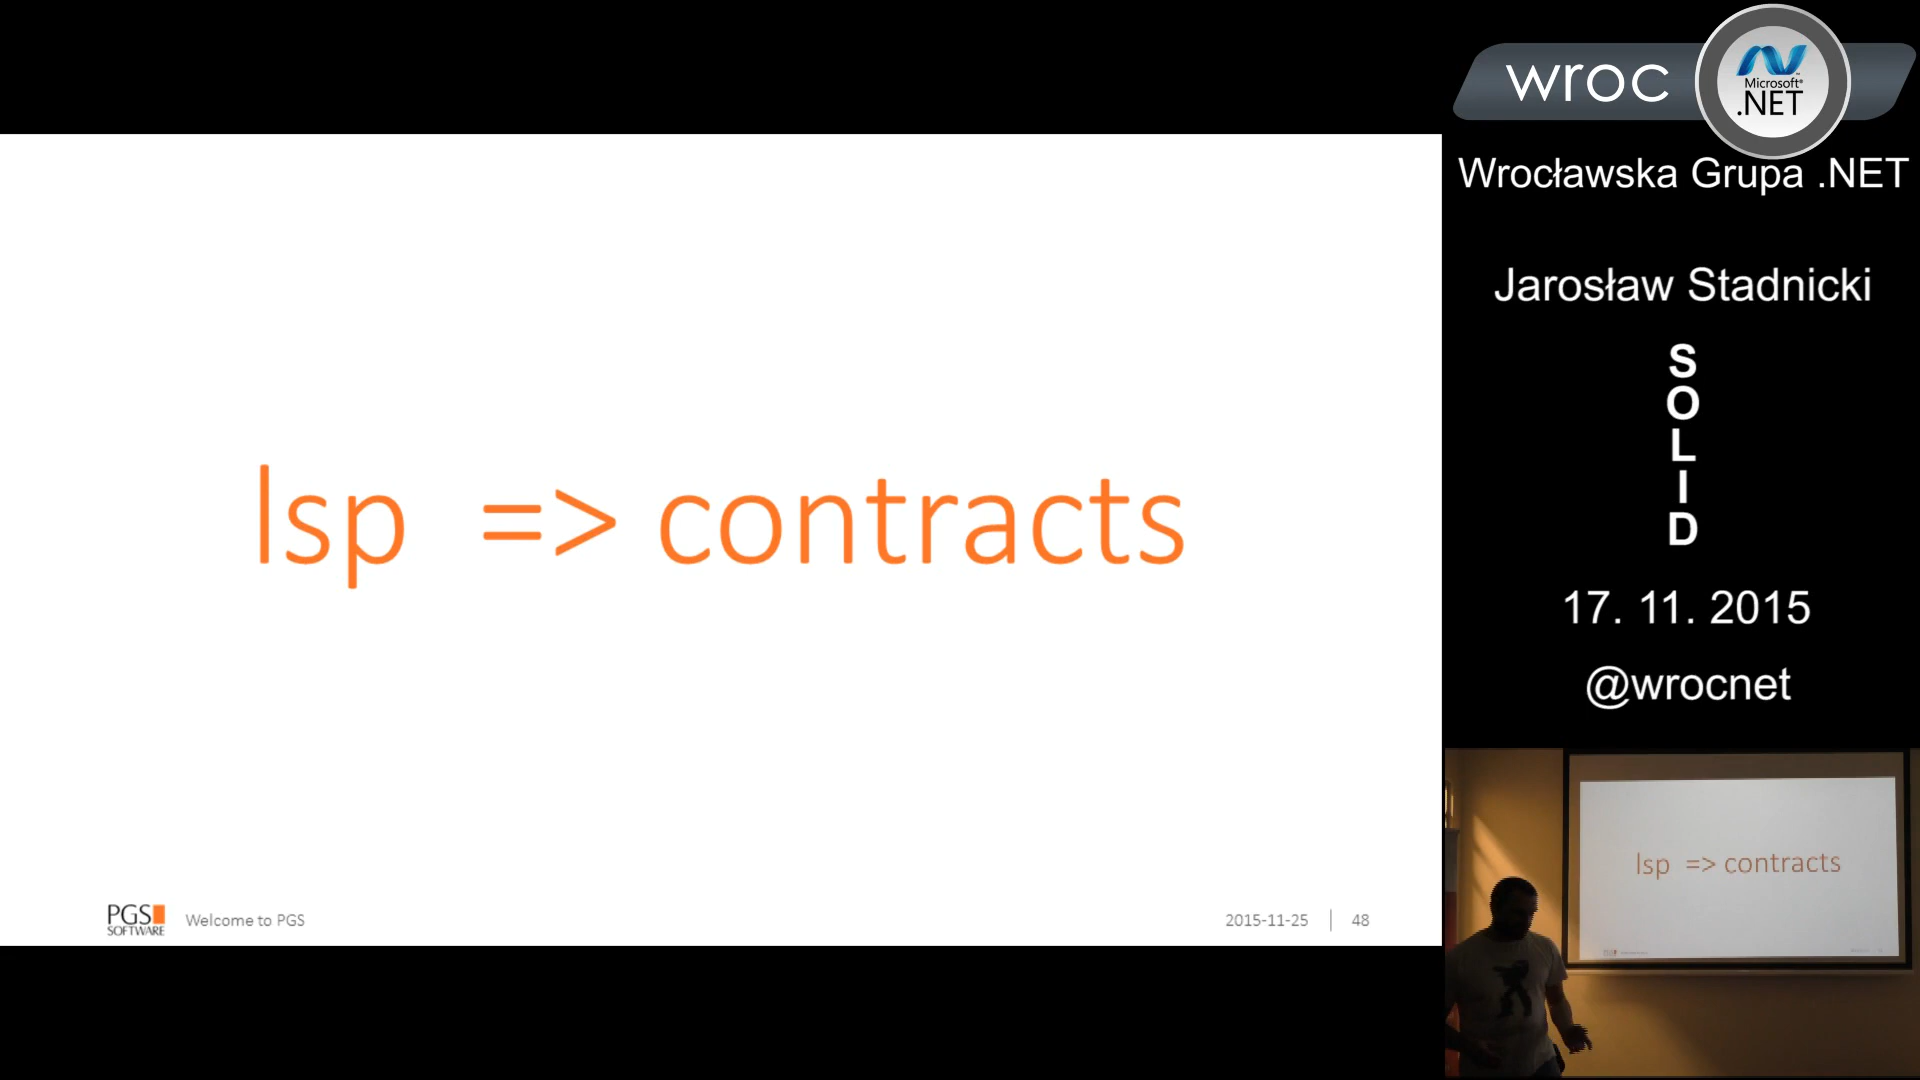 lsp => contracts
PGS
SOFTWARE
Welcome to PGS
2015-11-25 | 48
wroc
Microsoft®
.NET
Wrocławska Grupa .NET
Jarosław Stadnicki
S
O
L
I
D
17. 11. 2015
@wrocnet
lsp => contracts